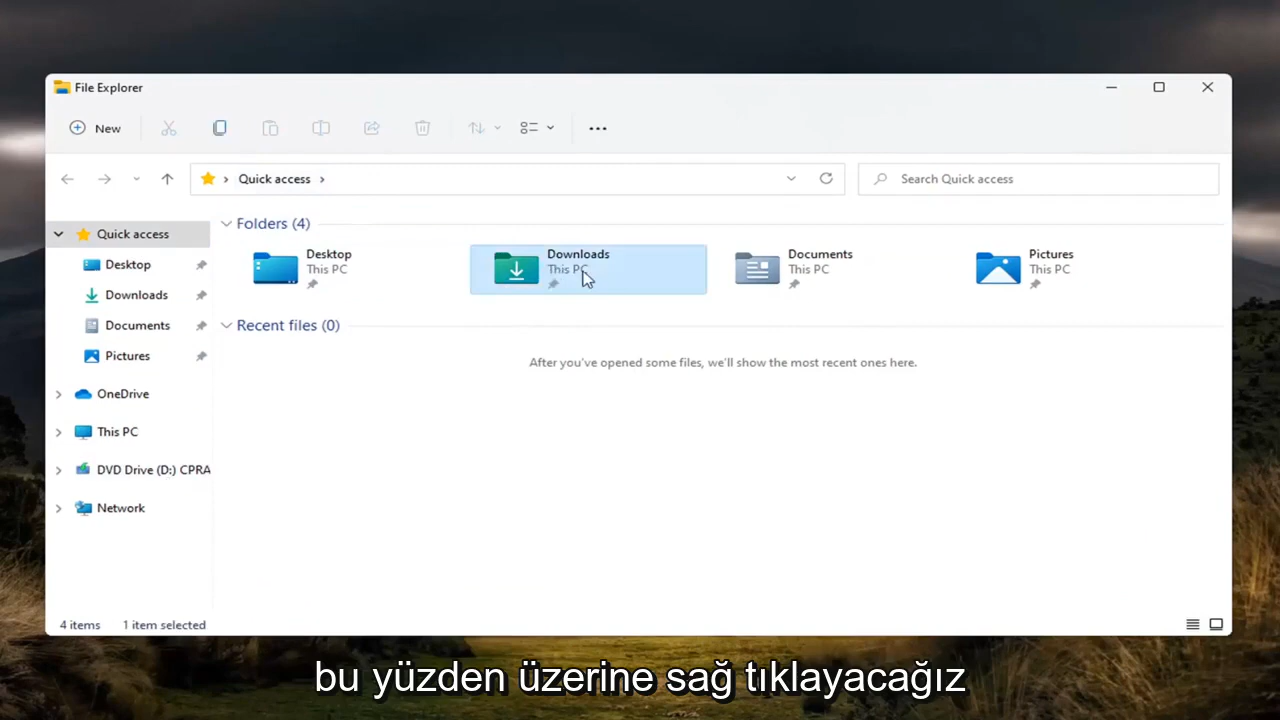 File Explorer
New
Quick access
Search Quick access
Quick access
Desktop
Downloads
Documents
Pictures
OneDrive
This PC
DVD Drive (D:) CPRA
Network
Folders (4)
Desktop
This PC
Downloads
This PC
Documents
This PC
Pictures
This PC
Recent files (0)
After you've opened some files, we'll show the most recent ones here.
4 items 1 item selected
bu yüzden üzerine sağ tıklayacağız